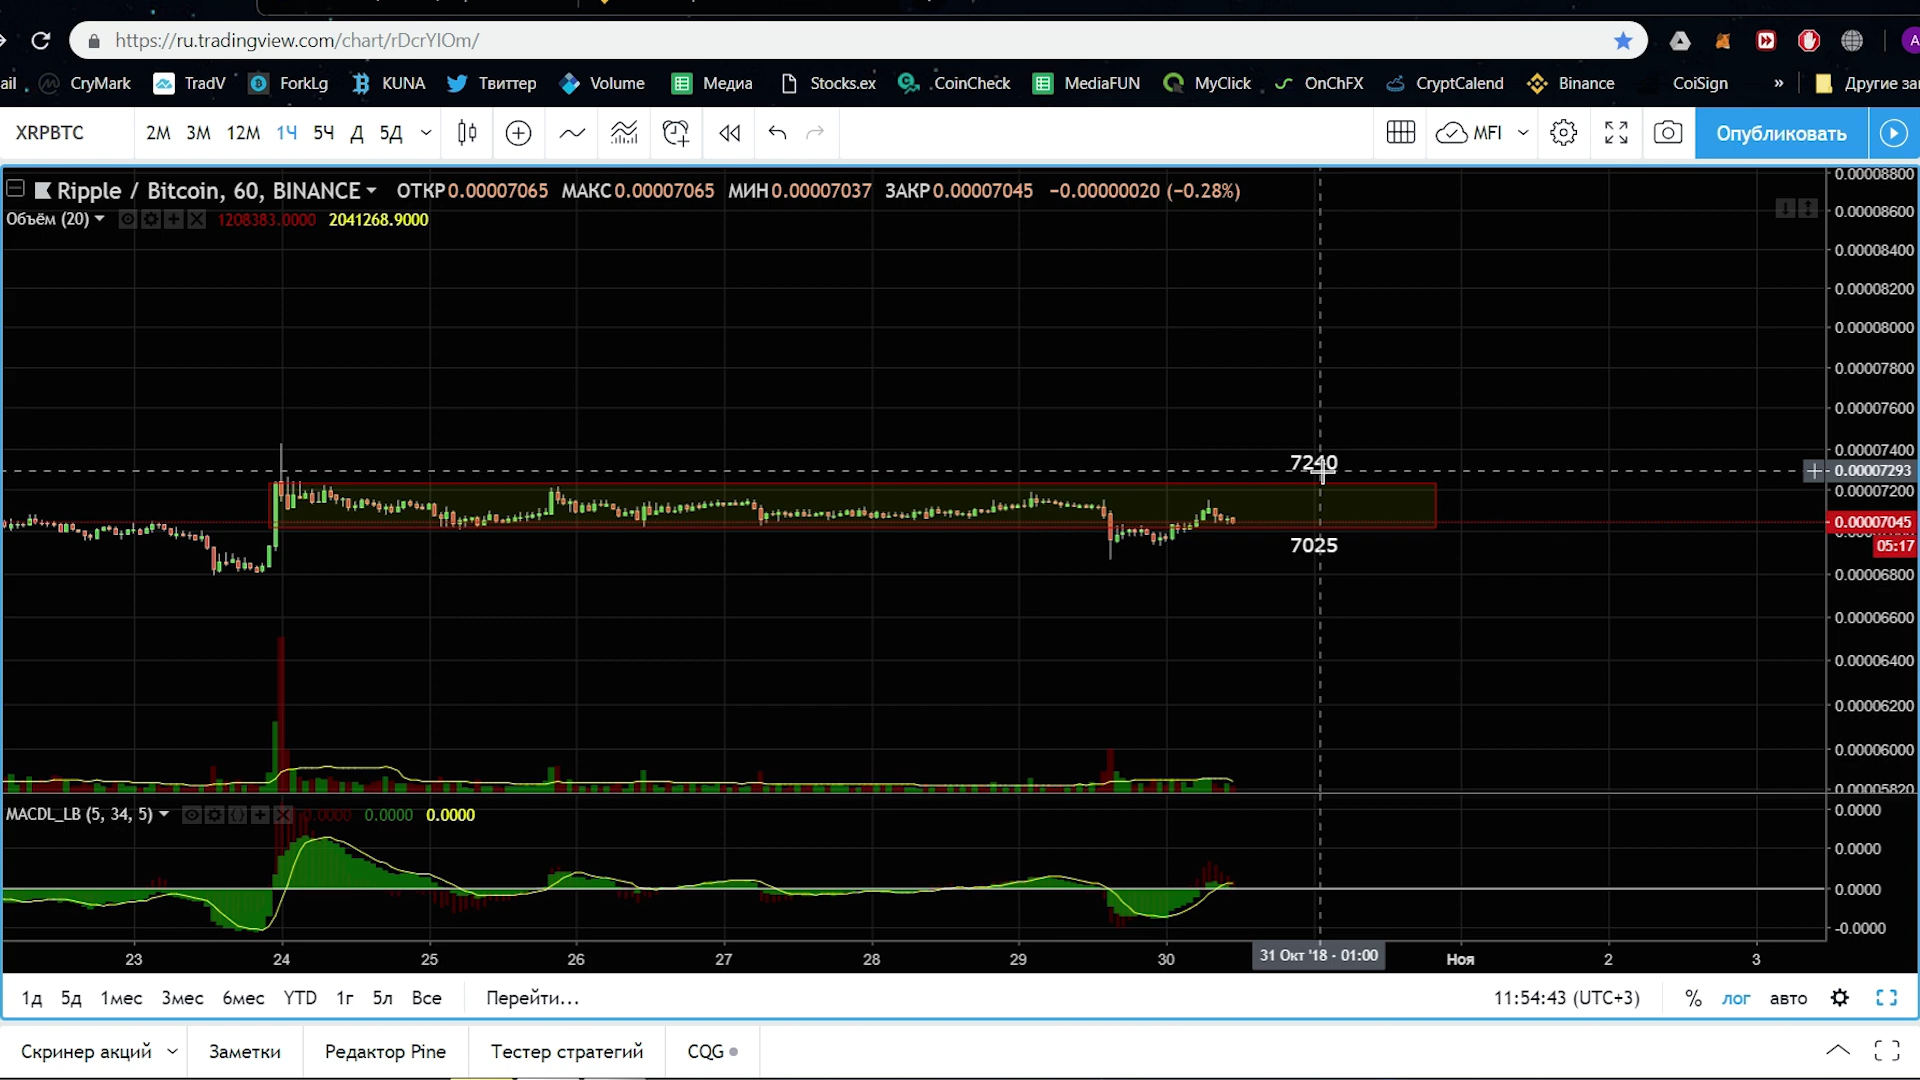 https://ru.tradingview.com/chart/rDcrYIOm/
ail CryMark TradV ForkLg KUNA Твиттер Volume Медиа Stocks.ex CoinCheck MediaFUN MyClick OnChFX CryptCalend Binance CoiSign » Другие за
XRPBTC 2М 3М 12М 1Ч 5Ч Д 5Д MFI Опубликовать
Ripple / Bitcoin, 60, BINANCE ОТКР 0.00007065 МАКС 0.00007065 МИН 0.00007037 ЗАКР 0.00007045 −0.00000020 (−0.28%)
Объём (20) 1208383.0000 2041268.9000
0.00008800
0.00008600
0.00008400
0.00008200
0.00008000
0.00007800
0.00007600
0.00007400
7240
0.00007293
0.00007200
0.00007045
7025
05:17
0.00006800
0.00006600
0.00006400
0.00006200
0.00006000
0.00005820
MACDL_LB (5, 34, 5) 0.0000 0.0000 0.0000
0.0000
0.0000
0.0000
-0.0000
23 24 25 26 27 28 29 30 31 Окт '18 - 01:00 Ноя 2 3
1д 5д 1мес 3мес 6мес YTD 1г 5л Все Перейти... 11:54:43 (UTC+3) % лог авто
Скринер акций Заметки Редактор Pine Тестер стратегий CQG